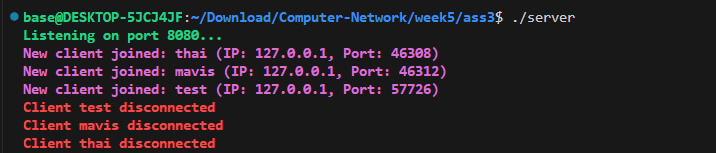 base@DESKTOP-5JCJ4JF:~/Download/Computer-Network/week5/ass3$ ./server
Listening on port 8080...
New client joined: thai (IP: 127.0.0.1, Port: 46308)
New client joined: mavis (IP: 127.0.0.1, Port: 46312)
New client joined: test (IP: 127.0.0.1, Port: 57726)
Client test disconnected
Client mavis disconnected
Client thai disconnected